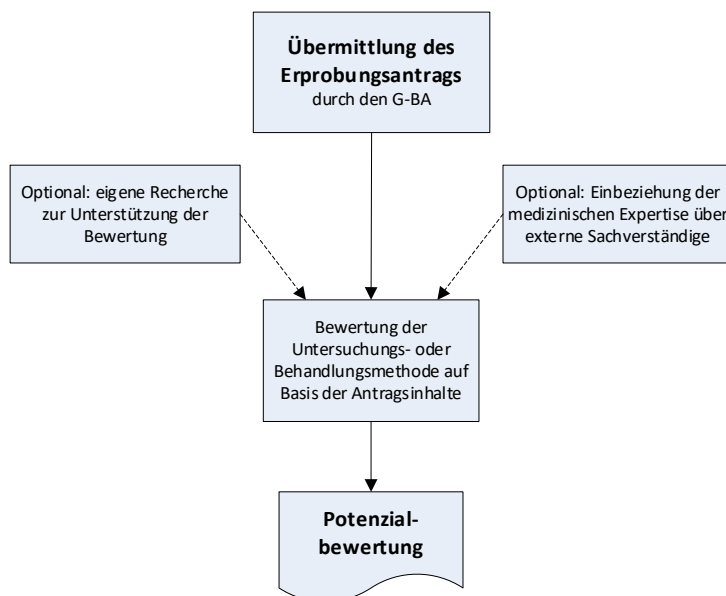 Übermittlung des
Erprobungsantrags
durch den G-BA
Optional: eigene Recherche
zur Unterstützung der
Bewertung
Optional: Einbeziehung der
medizinischen Expertise über
externe Sachverständige
Bewertung der
Untersuchungs- oder
Behandlungsmethode auf
Basis der Antragsinhalte
Potenzial-
bewertung